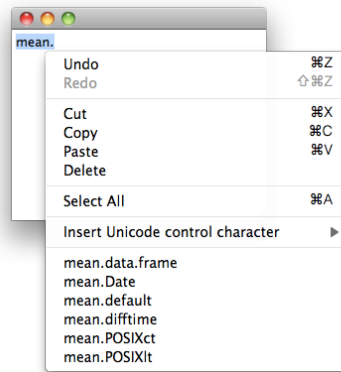 mean.
Undo ⌘Z
Redo ⇧⌘Z
Cut ⌘X
Copy ⌘C
Paste ⌘V
Delete
Select All ⌘A
Insert Unicode control character
mean.data.frame
mean.Date
mean.default
mean.difftime
mean.POSIXct
mean.POSIXlt